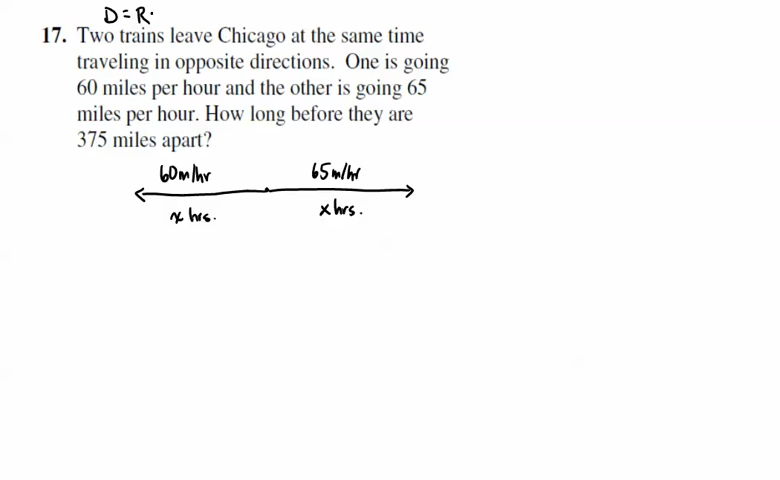 D = R·
17. Two trains leave Chicago at the same time
traveling in opposite directions. One is going
60 miles per hour and the other is going 65
miles per hour. How long before they are
375 miles apart?
60m/hr 65m/hr
x hrs. x hrs.